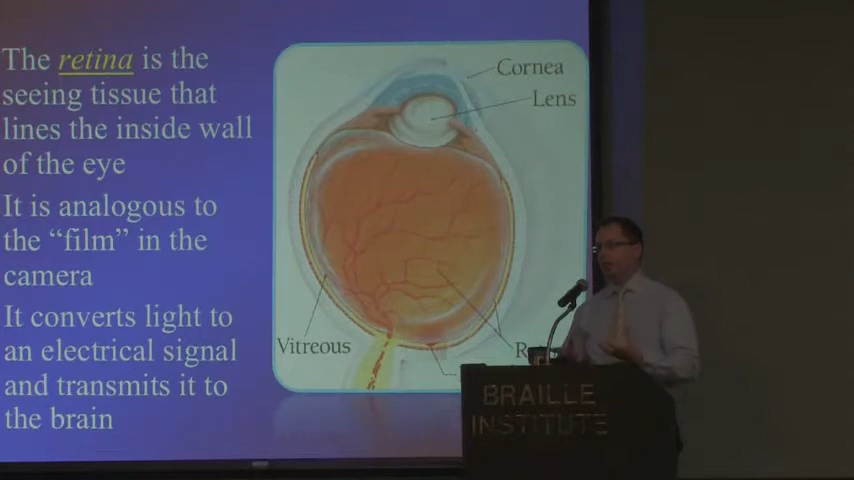 The retina is the
seeing tissue that
lines the inside wall
of the eye
It is analogous to
the “film” in the
camera
It converts light to
an electrical signal
and transmits it to
the brain
Cornea
Lens
Vitreous
BRAILLE
INSTITUTE